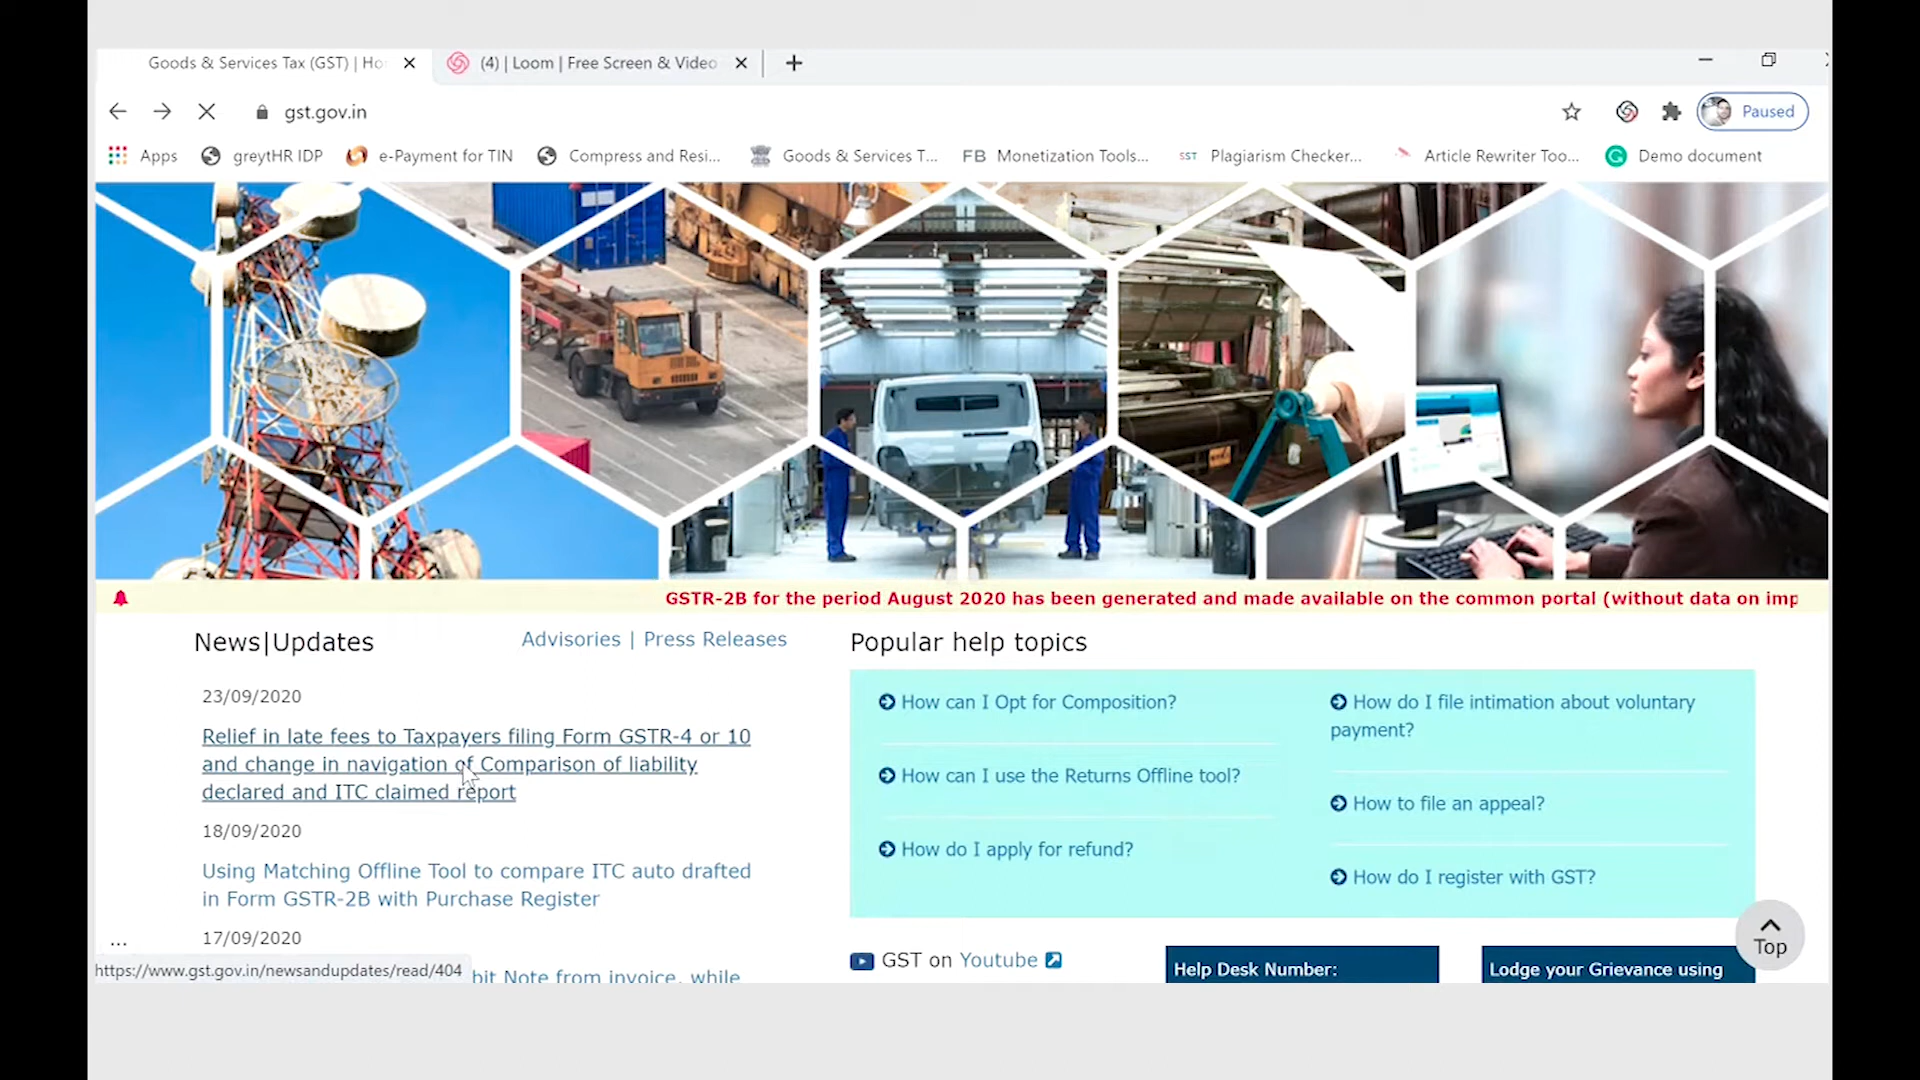 Goods & Services Tax (GST) | Ho
(4) | Loom | Free Screen & Video
gst.gov.in
Paused
Apps
greytHR IDP
e-Payment for TIN
Compress and Resi...
Goods & Services T...
FB Monetization Tools...
SST Plagiarism Checker...
Article Rewriter Too...
Demo document
GSTR-2B for the period August 2020 has been generated and made available on the common portal (without data on imp
News|Updates
Advisories | Press Releases
23/09/2020
Relief in late fees to Taxpayers filing Form GSTR-4 or 10
and change in navigation of Comparison of liability
declared and ITC claimed report
18/09/2020
Using Matching Offline Tool to compare ITC auto drafted
in Form GSTR-2B with Purchase Register
17/09/2020
bit Note from invoice, while
...
https://www.gst.gov.in/newsandupdates/read/404
Popular help topics
How can I Opt for Composition?
How can I use the Returns Offline tool?
How do I apply for refund?
How do I file intimation about voluntary
payment?
How to file an appeal?
How do I register with GST?
GST on Youtube
Help Desk Number:
Lodge your Grievance using
Top